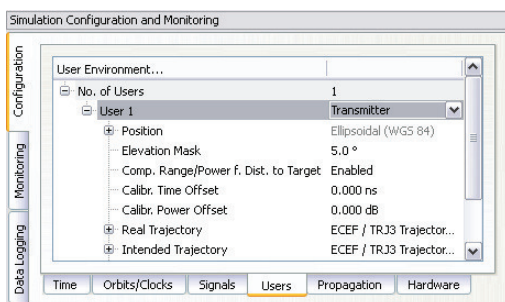 Simulation Configuration and Monitoring
Configuration
Monitoring
Data Logging
User Environment...
No. of Users 1
User 1 Transmitter
Position Ellipsoidal (WGS 84)
Elevation Mask 5.0 °
Comp. Range/Power f. Dist. to Target Enabled
Calibr. Time Offset 0.000 ns
Calibr. Power Offset 0.000 dB
Real Trajectory ECEF / TRJ3 Trajector...
Intended Trajectory ECEF / TRJ3 Trajector...
Time Orbits/Clocks Signals Users Propagation Hardware